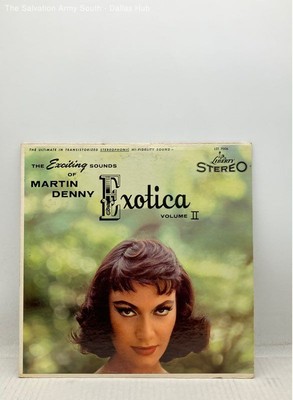 The Salvation Army South - Dallas Hub
THE ULTIMATE IN TRANSISTORIZED STEREOPHONIC HI-FIDELITY SOUND
THE Exciting SOUNDS
OF
MARTIN
DENNY
Exotica
VOLUME II
Liberty
STEREO